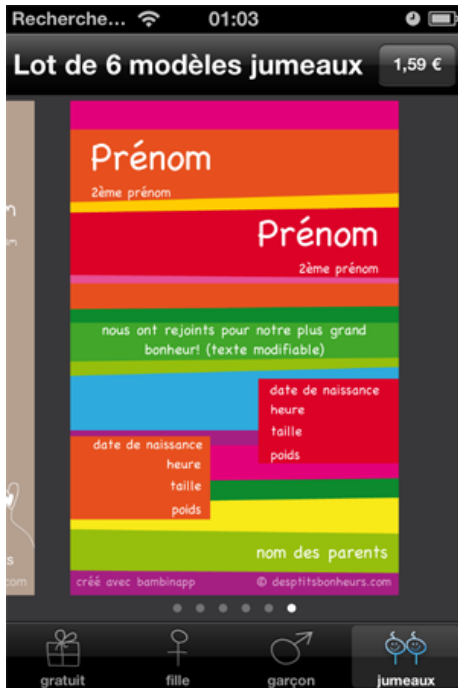 Recherche... 01:03
Lot de 6 modèles jumeaux 1,59 €
Prénom
2ème prénom
Prénom
2ème prénom
nous ont rejoints pour notre plus grand
bonheur! (texte modifiable)
date de naissance
heure
taille
poids
date de naissance
heure
taille
poids
nom des parents
créé avec bambinapp © desptitsbonheurs.com
gratuit fille garçon jumeaux